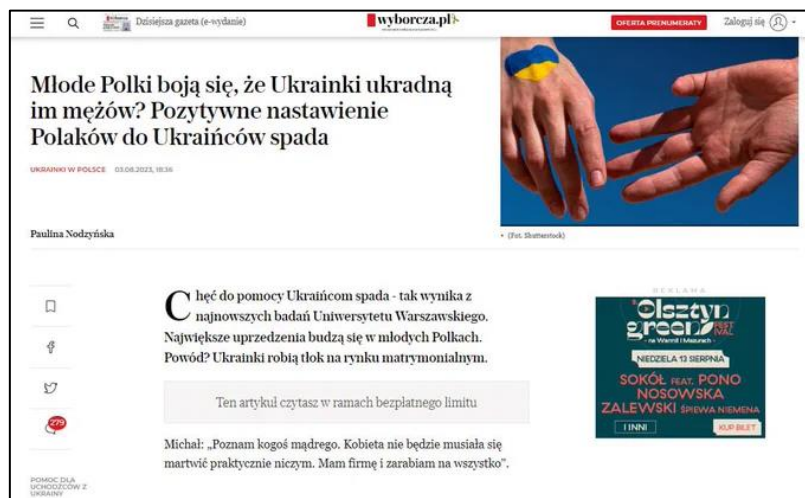 Dzisiejsza gazeta (e-wydanie)
wyborcza.pl
OFERTA PRENUMERATY
Zaloguj się
Młode Polki boją się, że Ukrainki ukradną
im mężów? Pozytywne nastawienie
Polaków do Ukraińców spada
UKRAINKI W POLSCE 03.08.2023, 18:36
Paulina Nodzyńska
(Fot. Shutterstock)
Chęć do pomocy Ukraińcom spada - tak wynika z
najnowszych badań Uniwersytetu Warszawskiego.
Największe uprzedzenia budzą się w młodych Polkach.
Powód? Ukrainki robią tłok na rynku matrymonialnym.
279
Ten artykuł czytasz w ramach bezpłatnego limitu
Michał: „Poznam kogoś mądrego. Kobieta nie będzie musiała się
martwić praktycznie niczym. Mam firmę i zarabiam na wszystko”.
POMOC DLA
UCHODŹCÓW Z
UKRAINY
REKLAMA
Olsztyn
green FESTIVAL
na Warmii i Mazurach
NIEDZIELA 13 SIERPNIA
SOKÓŁ FEAT. PONO
NOSOWSKA
ZALEWSKI ŚPIEWA NIEMENA
I INNI
KUP BILET